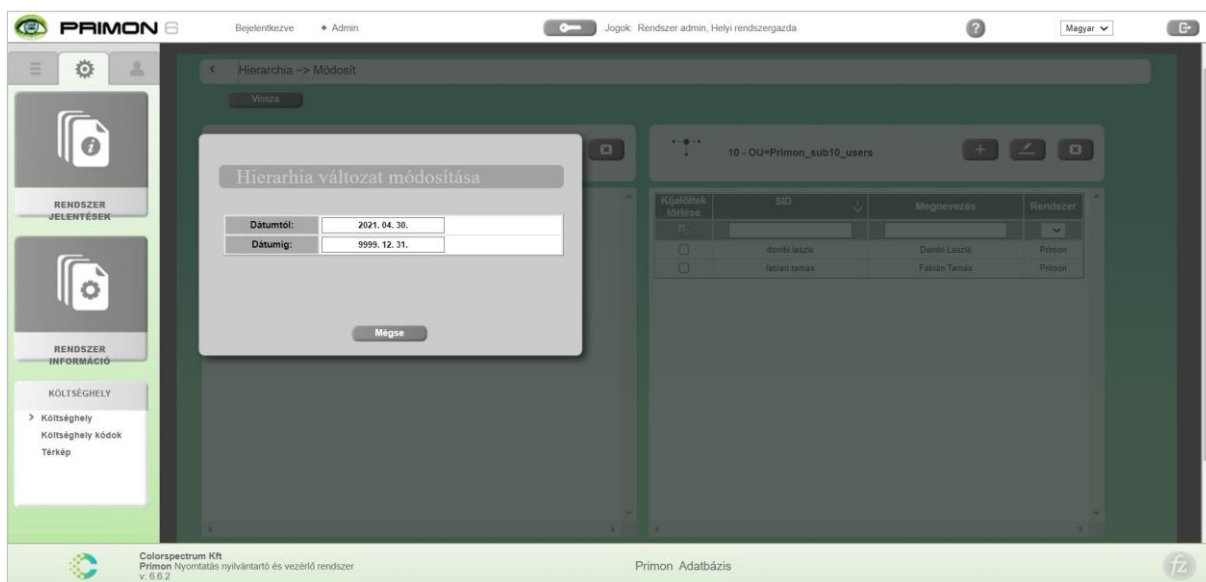 PRIMON 6
Bejelentkezve
Admin
Jogok: Rendszer admin, Helyi rendszergazda
?
Magyar
Hierarchia -> Módosít
Vissza
RENDSZER
JELENTÉSEK
RENDSZER
INFORMÁCIÓ
KÖLTSÉGHELY
> Költséghely
Költséghely kódok
Térkép
Hierarhia változat módosítása
Dátumtól: 2021. 04. 30.
Dátumig: 9999. 12. 31.
Mégse
10 - OU=Primon_sub10_users
Kijelöltek
törlése
SID
Megnevezés
Rendszer
dombi.laszlo Dombi László Primon
fabian.tamas Fábián Tamás Primon
Colorspectrum Kft
Primon Nyomtatás nyilvántartó és vezérlő rendszer
v: 6.6.2
Primon Adatbázis
fz